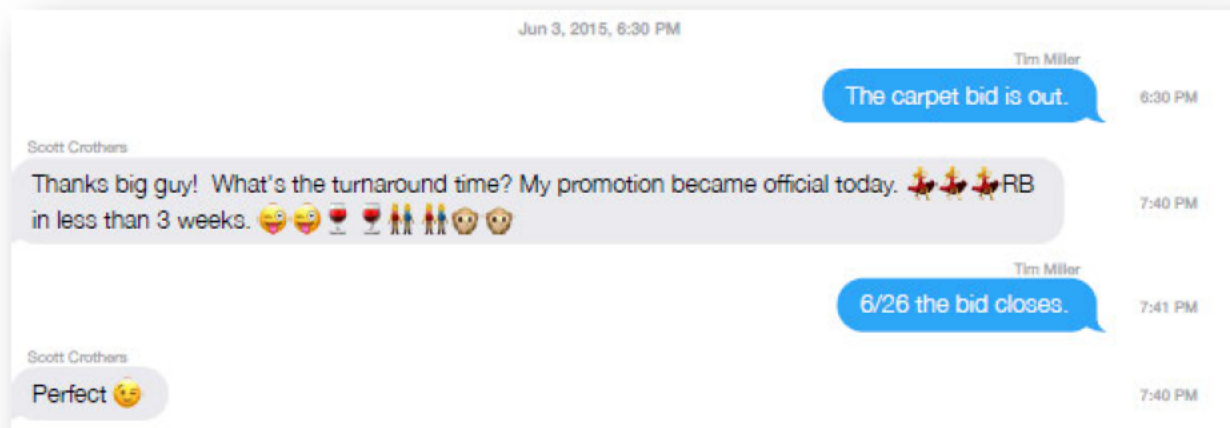 Jun 3, 2015, 6:30 PM
Tim Miller
The carpet bid is out.
6:30 PM
Scott Crothers
Thanks big guy!  What's the turnaround time? My promotion became official today. 💃💃💃RB
in less than 3 weeks. 😜😜🍷 🍷👫 👫🐵 🐵
7:40 PM
Tim Miller
6/26 the bid closes.
7:41 PM
Scott Crothers
Perfect 😉
7:40 PM